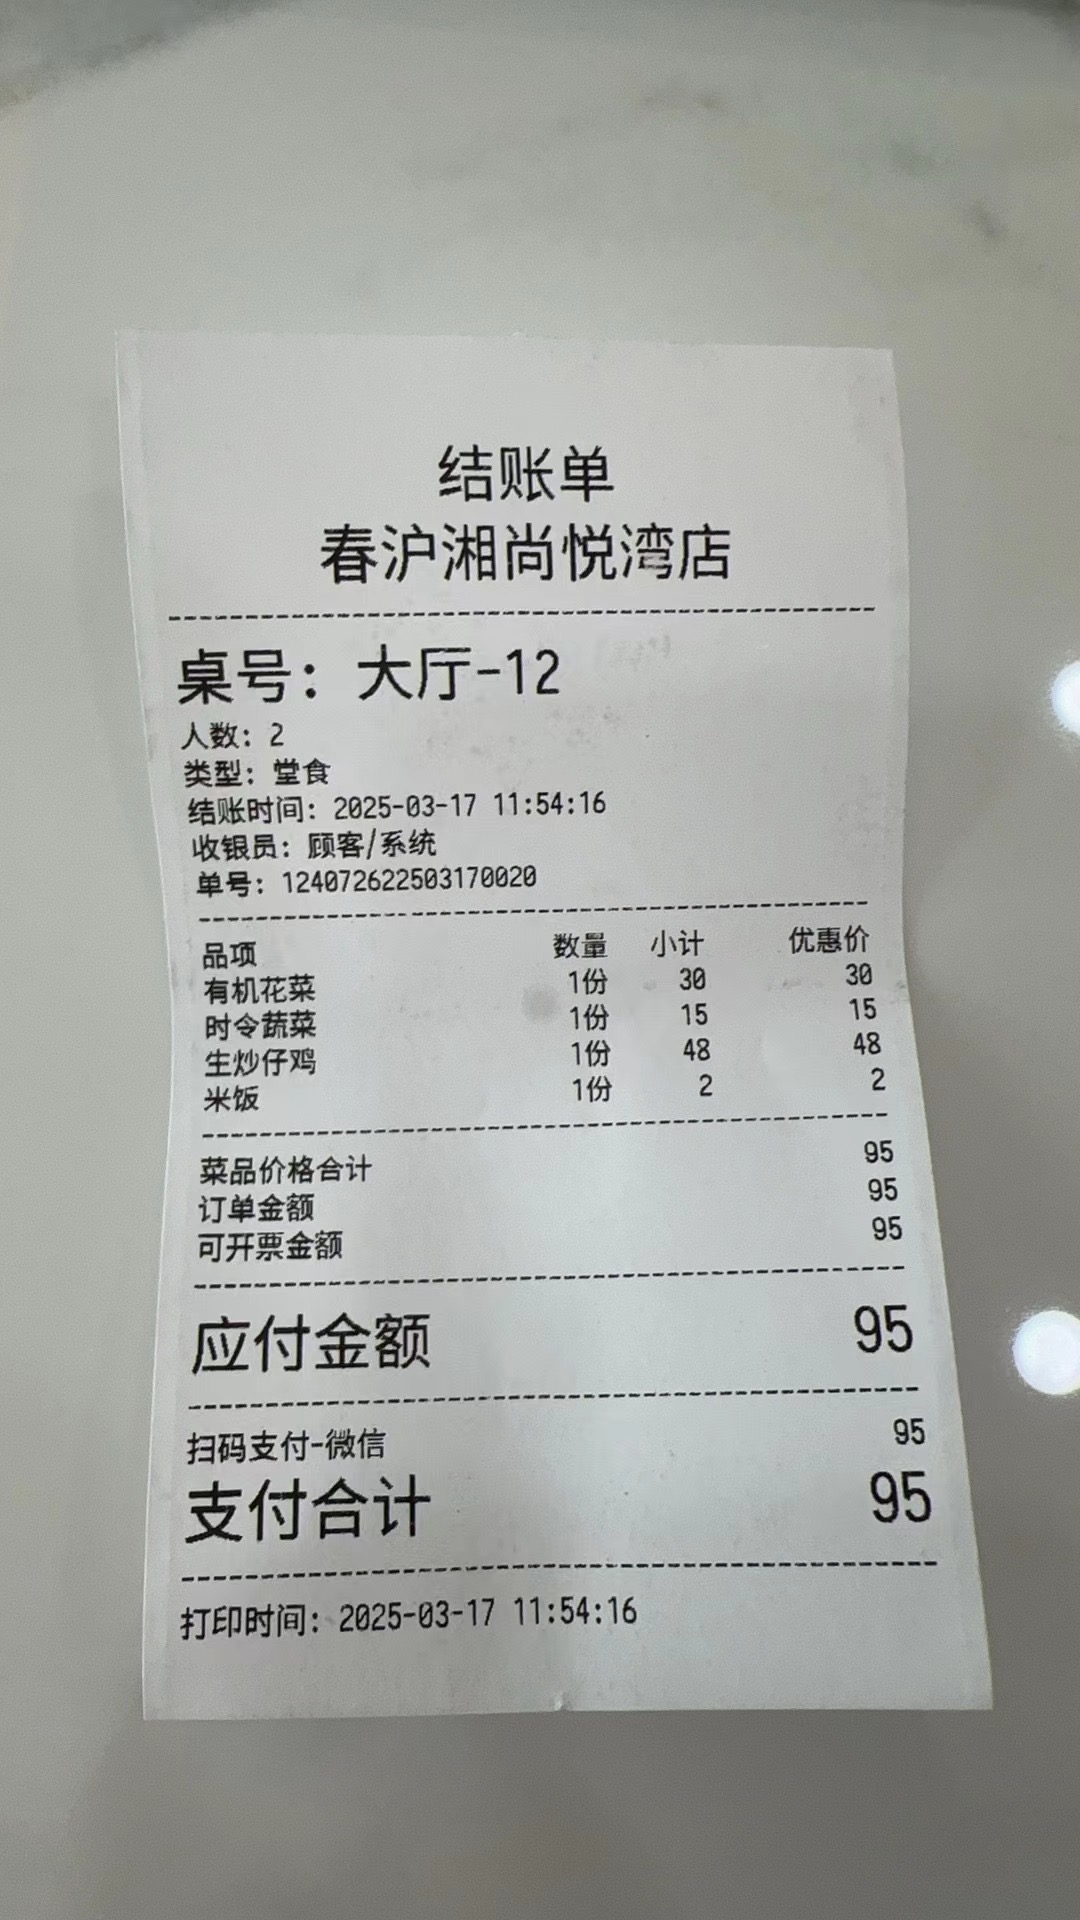 结账单
春沪湘尚悦湾店
桌号：大厅-12
人数：2
类型：堂食
结账时间：2025-03-17 11:54:16
收银员：顾客/系统
单号：124072622503170020
品项 数量 小计 优惠价
有机花菜 1份 30 30
时令蔬菜 1份 15 15
生炒仔鸡 1份 48 48
米饭 1份 2 2
菜品价格合计 95
订单金额 95
可开票金额 95
应付金额 95
扫码支付-微信 95
支付合计 95
打印时间：2025-03-17 11:54:16